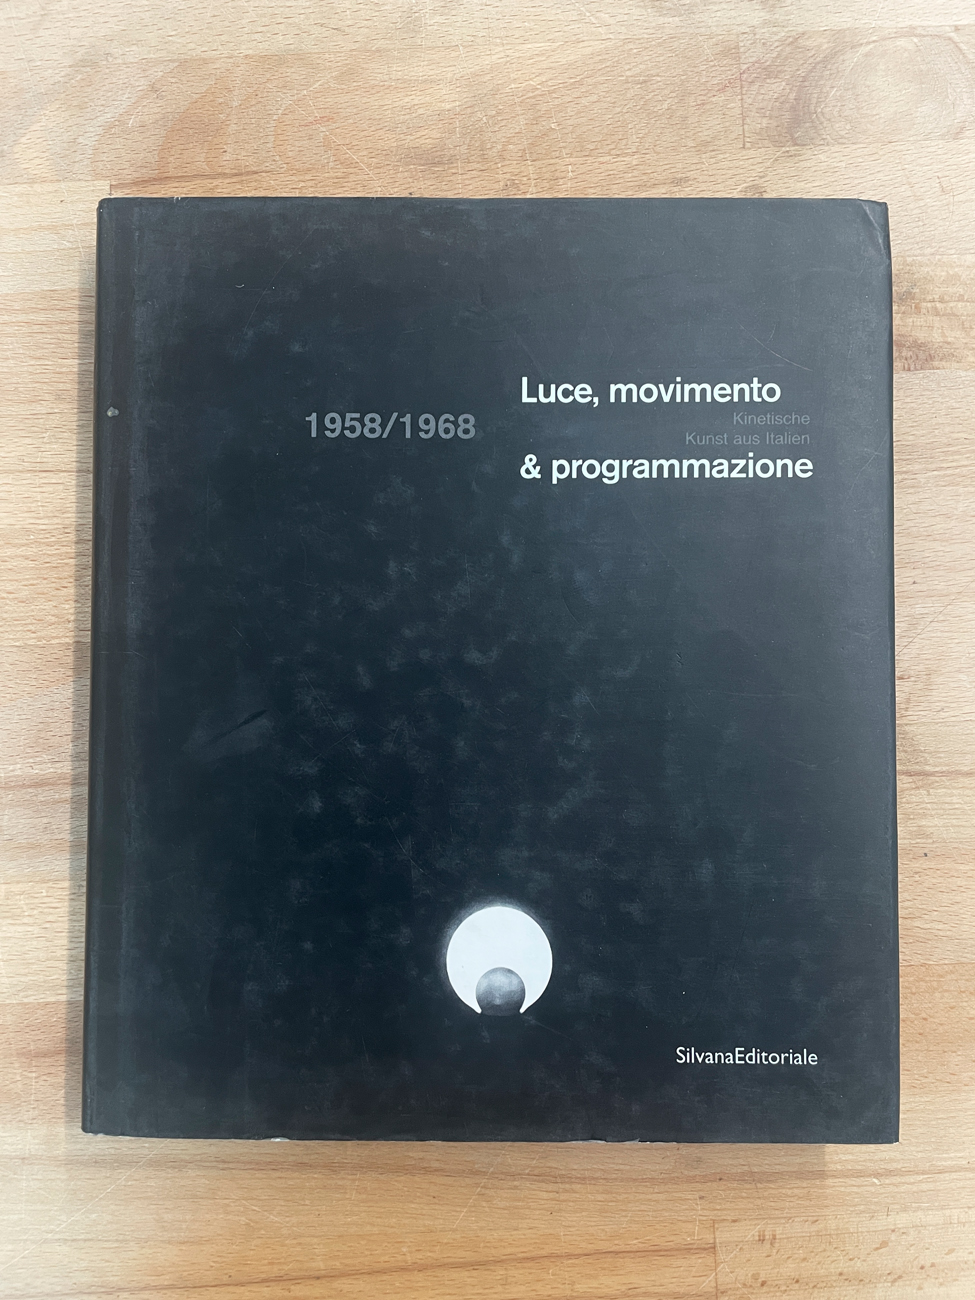 Luce, movimento
1958/1968
Kinetische
Kunst aus Italien
& programmazione
SilvanaEditoriale